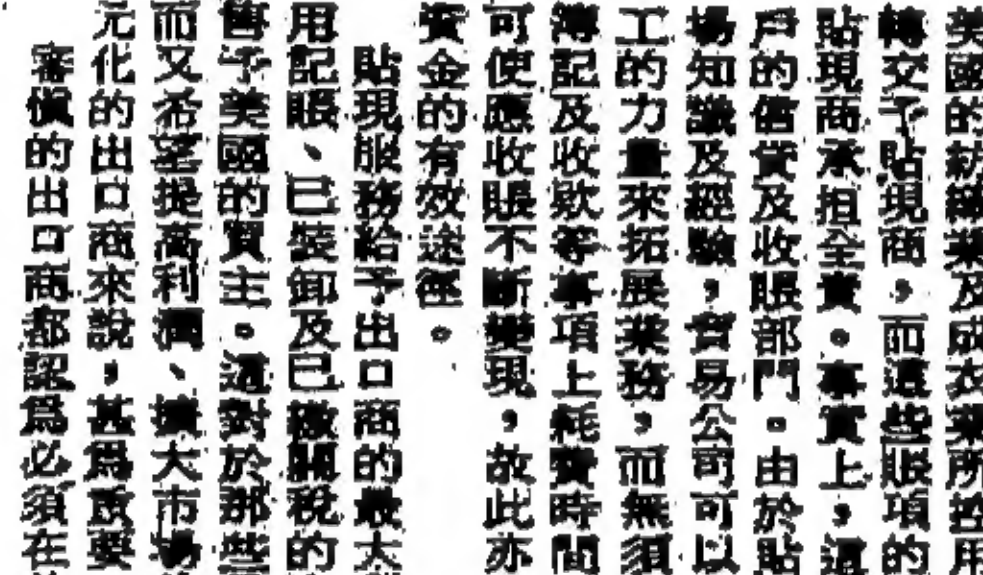 美國的紡織業及成衣業所控用
轉交予貼現商，而這些賬項的
貼現商承担全責。事實上，這
戶的信貸及收賬部門。由於貼
場知識及經驗，貿易公司可以
工的力量來拓展業務，而無須
簿記及收欵等事項上耗費時間
可使應收賬不斷變現，故此亦
資金的有效途徑。
貼現服務給予出口商的最大
用記賬、已裝卸及已繳關稅的
售予美國的買主。這對於那些
而又希望提高利潤、擴大市場
元化的出口商來說，甚爲重要
審慎的出口商都認爲必須在